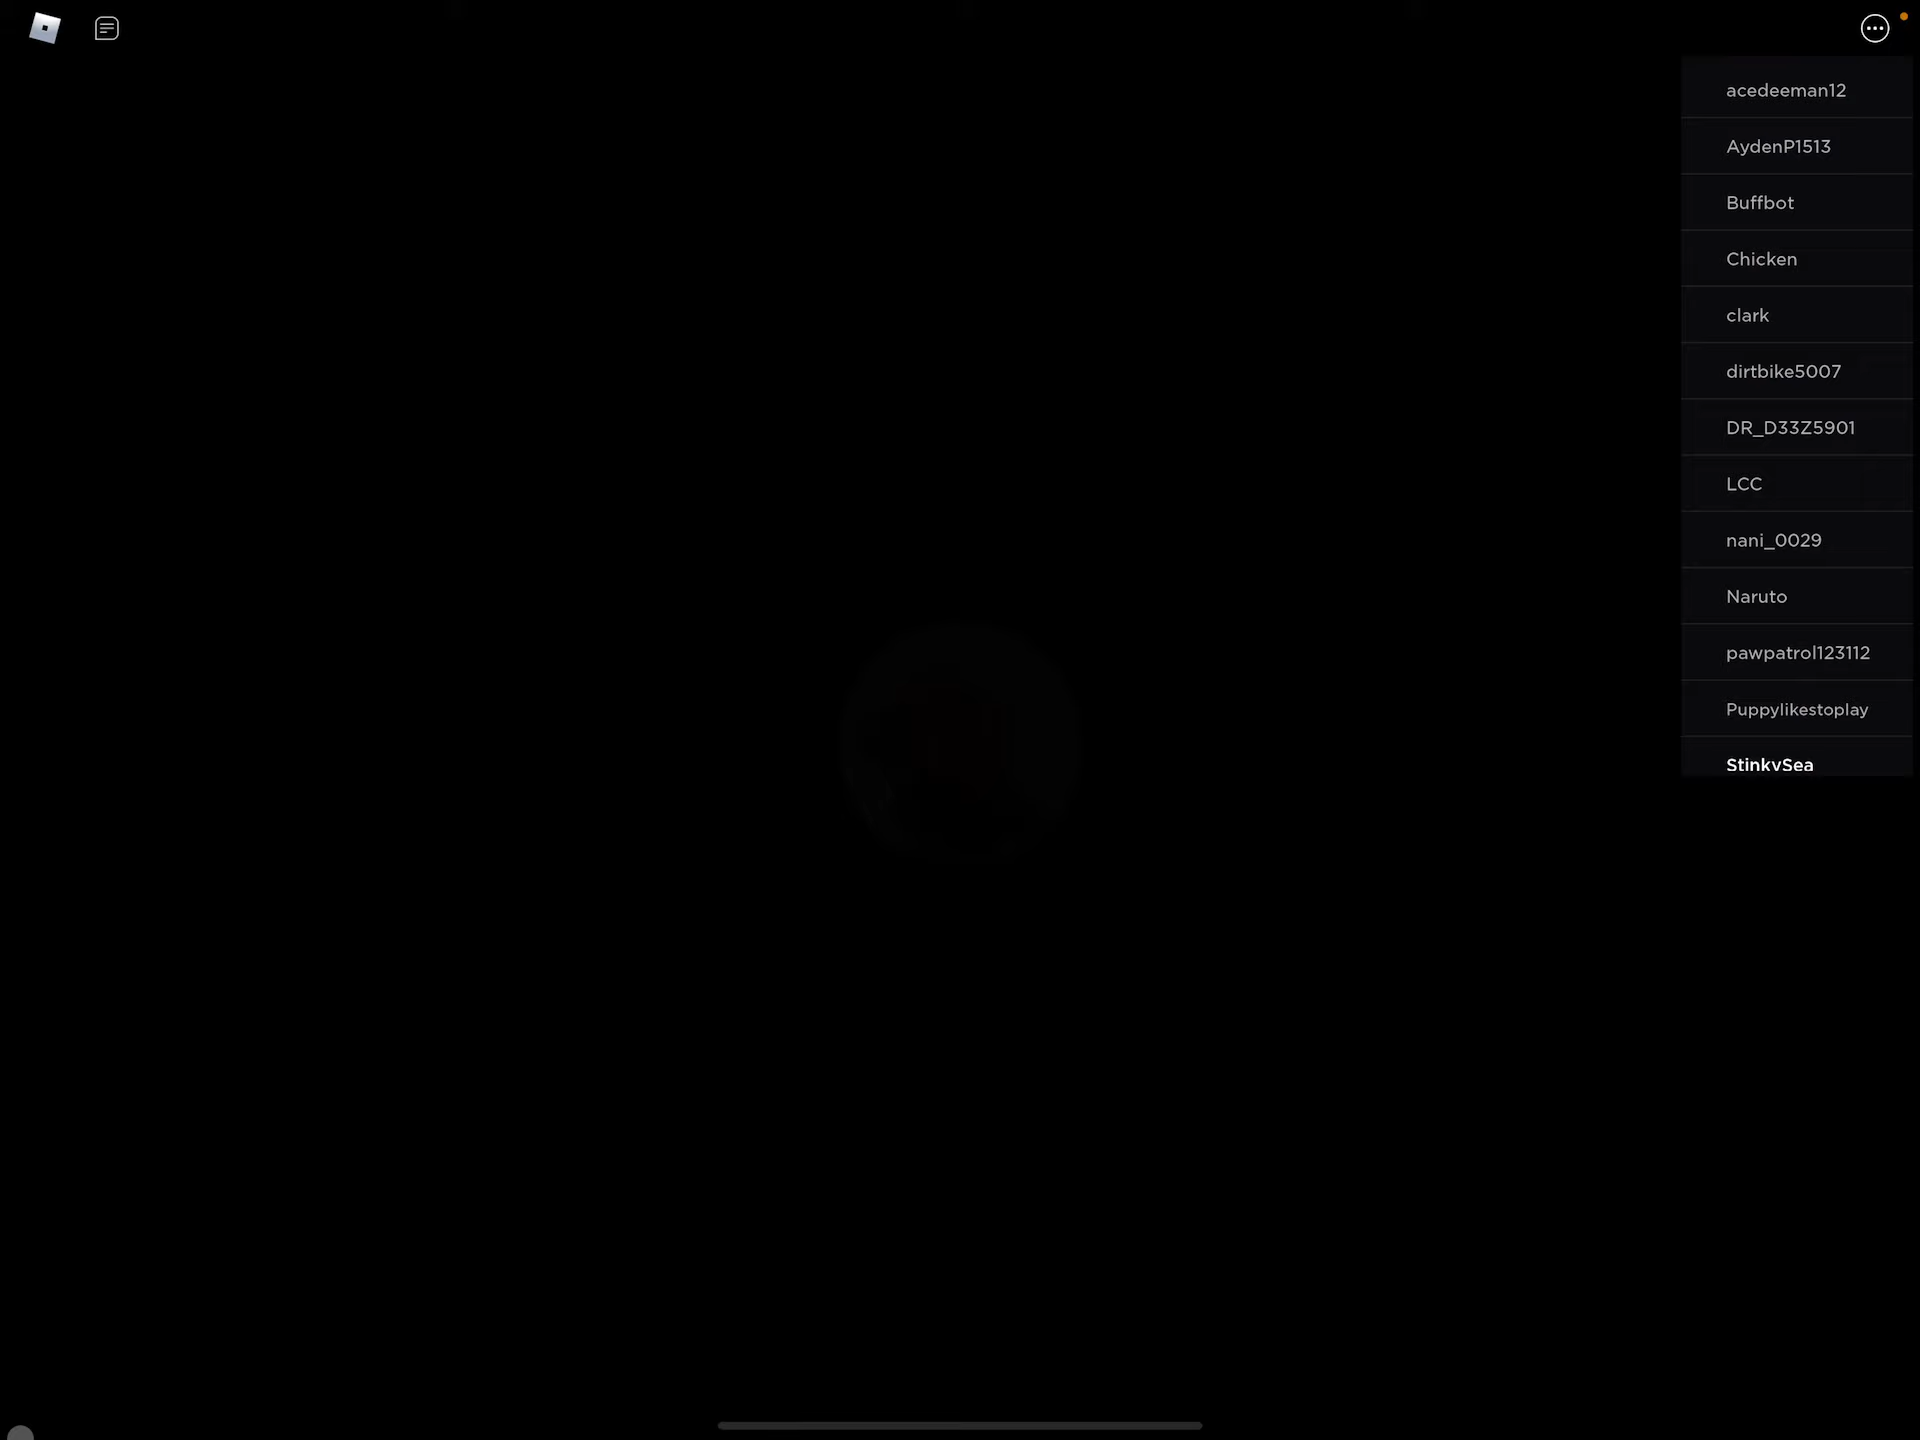 acedeeman12
AydenP1513
Buffbot
Chicken
clark
dirtbike5007
DR_D33Z5901
LCC
nani_0029
Naruto
pawpatrol123112
Puppylikestoplay
StinkySea